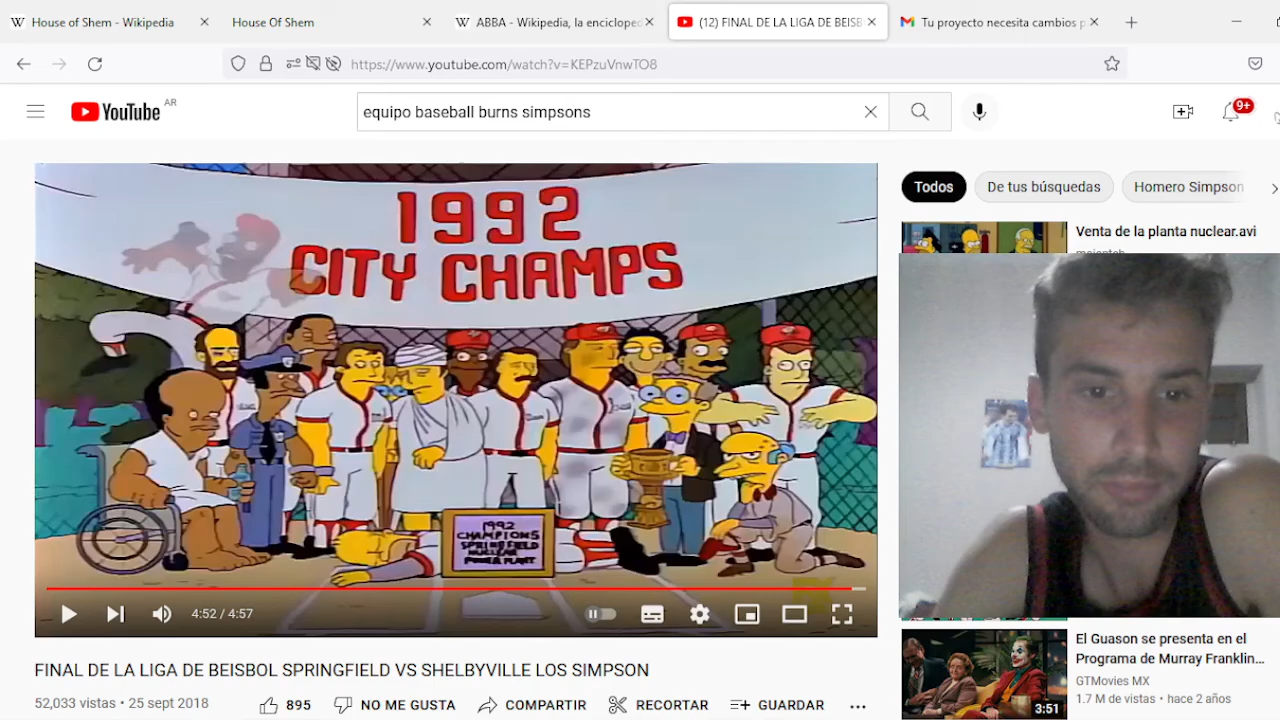 House of Shem - Wikipedia
House Of Shem
ABBA - Wikipedia, la encicloped
(12) FINAL DE LA LIGA DE BEISB
Tu proyecto necesita cambios p
https://www.youtube.com/watch?v=KEPzuVnwTO8
YouTube AR
equipo baseball burns simpsons
9+
1992
CITY CHAMPS
1992
CHAMPIONS
SPRINGFIELD
NUCLEAR
POWER PLANT
4:52 / 4:57
FINAL DE LA LIGA DE BEISBOL SPRINGFIELD VS SHELBYVILLE LOS SIMPSON
52,033 vistas • 25 sept 2018
895
NO ME GUSTA
COMPARTIR
RECORTAR
GUARDAR
Todos
De tus búsquedas
Homero Simpson
Venta de la planta nuclear.avi
El Guason se presenta en el
Programa de Murray Franklin...
GTMovies MX
1.7 M de vistas • hace 2 años
3:51